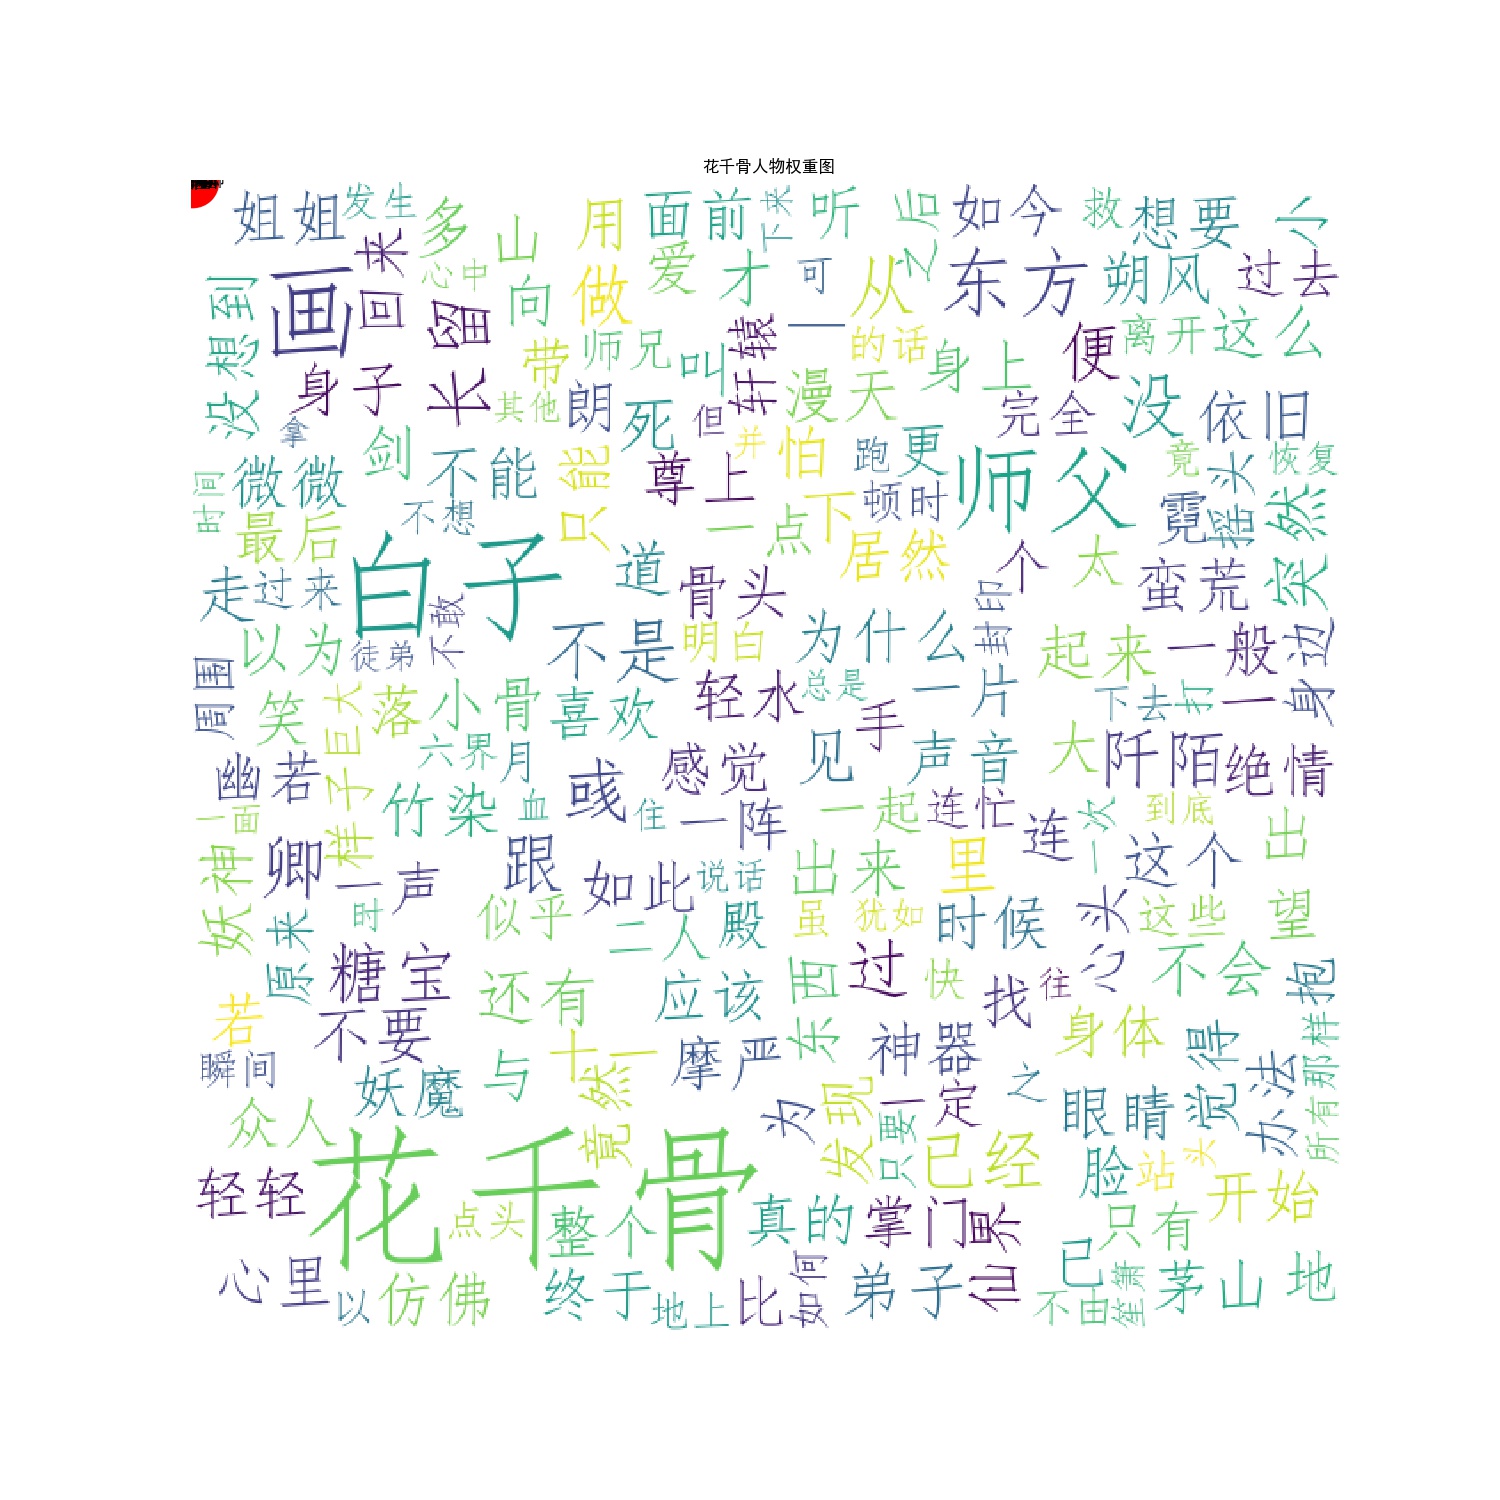 花千骨人物权重图
姐姐
发生
多
山
用
面前
下来
听
之后
如今
救
想要
小
回来
心中
向
做
爱
才
可
从
东方
朔风
过去
没想到
画
长留
带
师兄
叫
轩辕
一
的话
身上
便
离开
这么
身子
其他
朗
死
但
漫天
完全
没
依旧
拿
剑
不能
只能
尊上
并
怕
跑
更
师父
竟
摇头
恢复
时间
微微
不想
一点
下
顿时
霓
突然
最后
白子
道
骨头
居然
个
太
蛮荒
走
过来
不敢
封印
以为
徒弟
不是
明白
为什么
起来
一般
身边
周围
笑
巨大
落
小骨
喜欢
轻水
总是
手
一片
下去
打
一身
幽若
样子
六界
月
彧
感觉
见
声音
大
阡陌
绝情
一面
竹染
血
住
一阵
一起
连忙
连
一次
到底
出
妖神
卿
一声
跟
如此
说话
出来
里
这个
原来
时
似乎
二人
殿
虽
犹如
时候
心头
这些
望
糖宝
还有
应该
东西
过
快
找
往
不会
抱
若
不要
十一
瞬间
妖魔
与
竟然
摩严
神器
之
身体
觉得
办法
那样
众人
为
发现
一定
只要
眼睛
所有
轻轻
花千骨
点头
整个
真的
掌门
已经
脸
站
头
开始
只有
心里
以
仿佛
终于
地上
比
如何
弟子
仙界
已
不由
笙箫
茅山
地